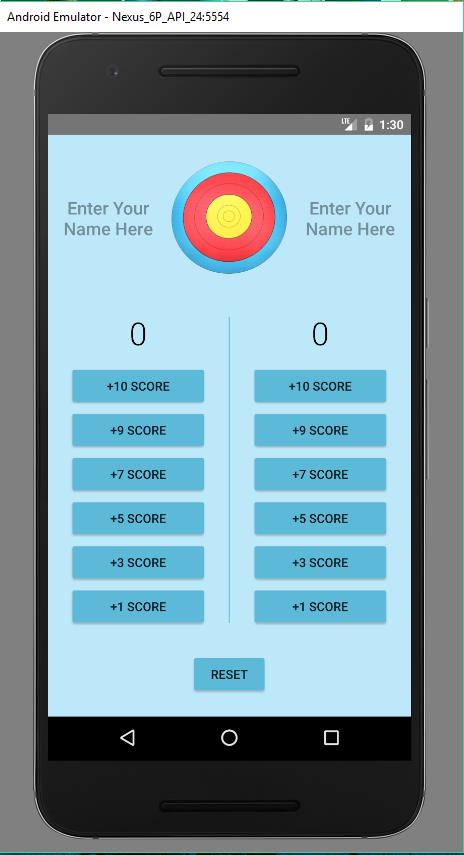 Android Emulator - Nexus_6P_API_24:5554
LTE 1:30
Enter Your
Name Here
Enter Your
Name Here
0
0
+10 SCORE
+10 SCORE
+9 SCORE
+9 SCORE
+7 SCORE
+7 SCORE
+5 SCORE
+5 SCORE
+3 SCORE
+3 SCORE
+1 SCORE
+1 SCORE
RESET